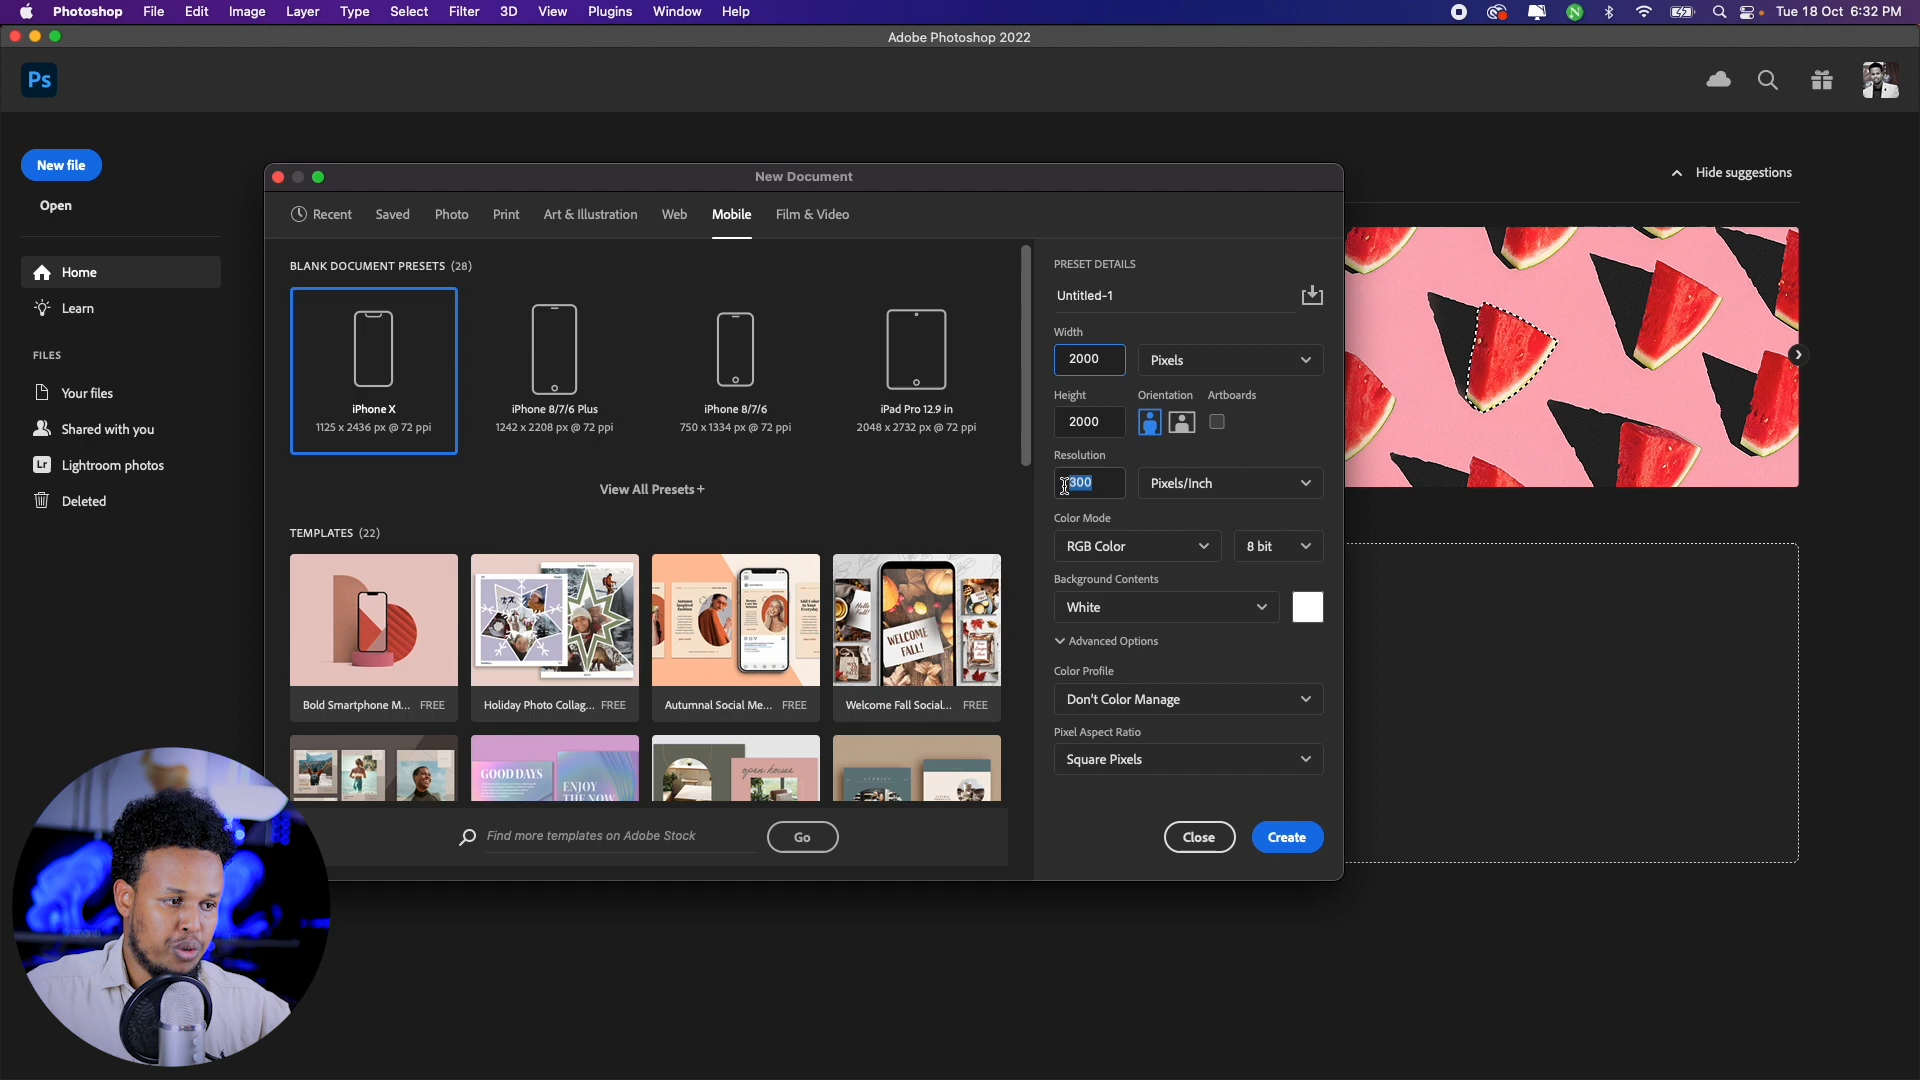 Photoshop File Edit Image Layer Type Select Filter 3D View Plugins Window Help
N
Tue 18 Oct 6:32 PM
Adobe Photoshop 2022
Ps
New file
Open
Home
Learn
FILES
Your files
Shared with you
Lr Lightroom photos
Deleted
Hide suggestions
New Document
Recent Saved Photo Print Art & Illustration Web Mobile Film & Video
BLANK DOCUMENT PRESETS (28)
iPhone X
1125 x 2436 px @ 72 ppi
iPhone 8/7/6 Plus
1242 x 2208 px @ 72 ppi
iPhone 8/7/6
750 x 1334 px @ 72 ppi
iPad Pro 12.9 in
2048 x 2732 px @ 72 ppi
View All Presets +
TEMPLATES (22)
WELCOME
FALL!
Bold Smartphone M... FREE
Holiday Photo Collag... FREE
Autumnal Social Me... FREE
Welcome Fall Social... FREE
GOOD DAYS
ENJOY
THE NOW
open house
STORIES
Find more templates on Adobe Stock
Go
PRESET DETAILS
Untitled-1
Width
2000 Pixels
Height Orientation Artboards
2000
Resolution
300 Pixels/Inch
Color Mode
RGB Color 8 bit
Background Contents
White
Advanced Options
Color Profile
Don't Color Manage
Pixel Aspect Ratio
Square Pixels
Close Create